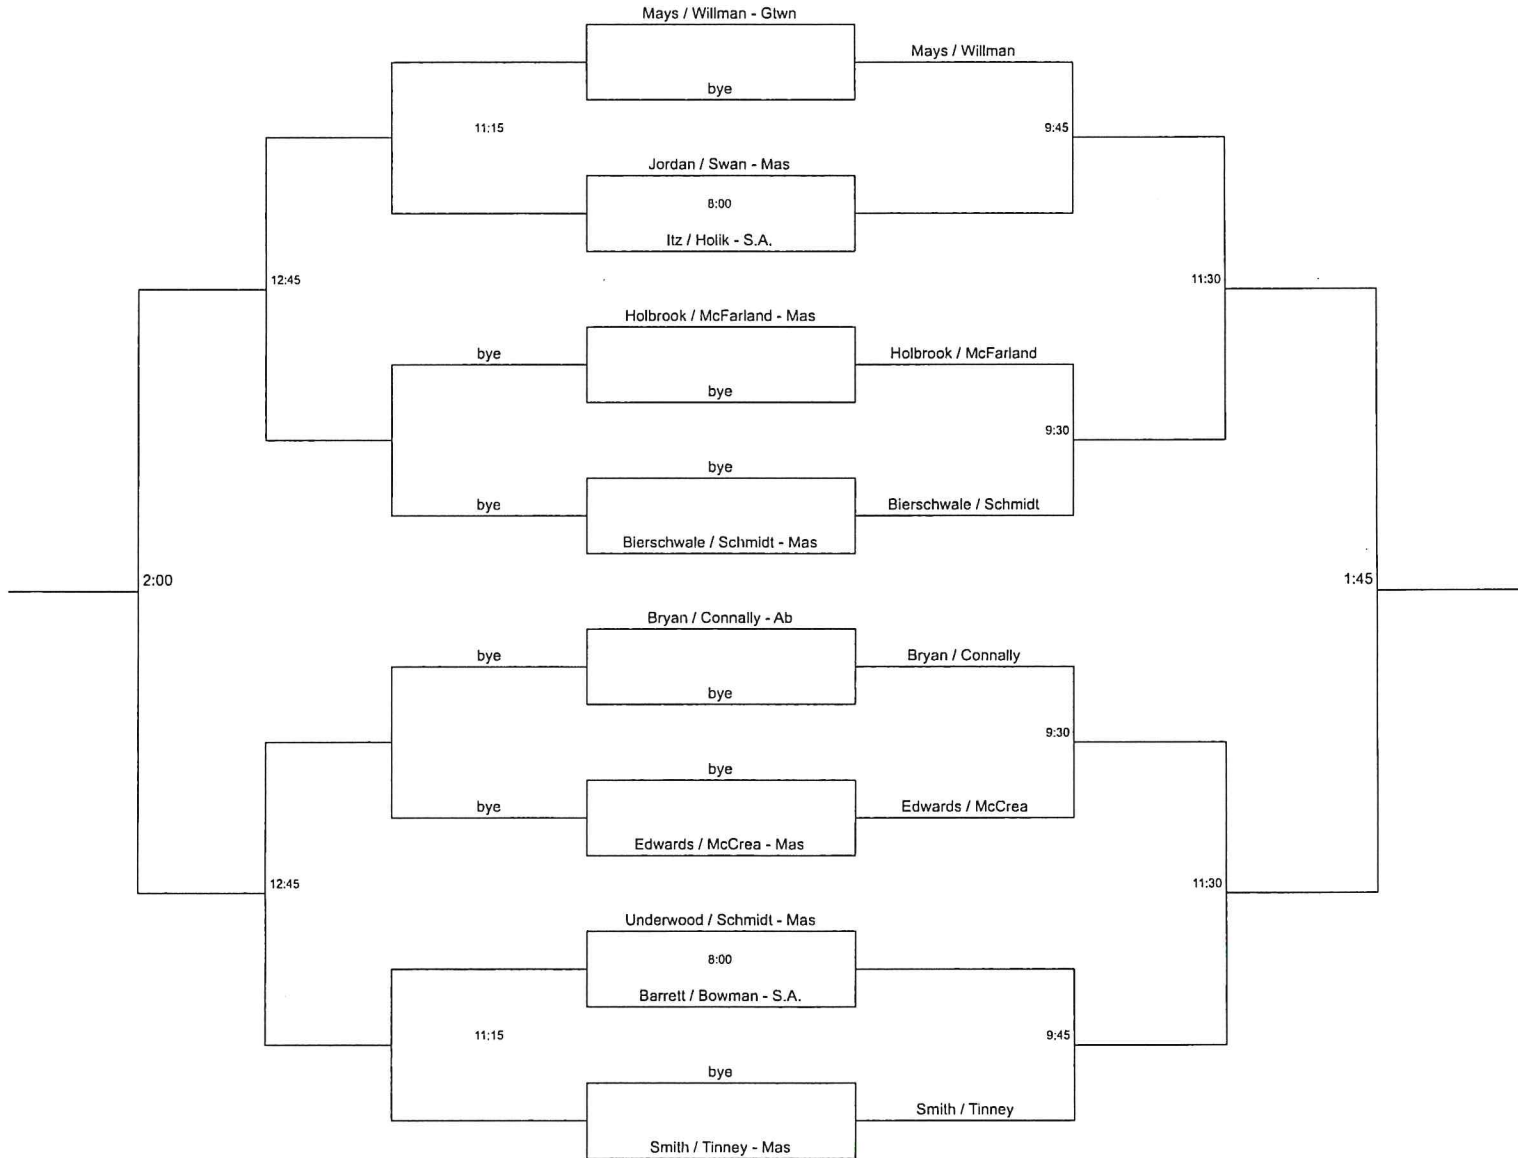 Mays / Willman - Gtwn
Mays / Willman
bye
11:15
9:45
Jordan / Swan - Mas
8:00
Itz / Holik - S.A.
12:45
11:30
Holbrook / McFarland - Mas
bye
Holbrook / McFarland
bye
9:30
bye
bye
Bierschwale / Schmidt
Bierschwale / Schmidt - Mas
2:00
1:45
Bryan / Connally - Ab
bye
Bryan / Connally
bye
9:30
bye
bye
Edwards / McCrea
Edwards / McCrea - Mas
12:45
11:30
Underwood / Schmidt - Mas
8:00
Barrett / Bowman - S.A.
11:15
9:45
bye
Smith / Tinney
Smith / Tinney - Mas